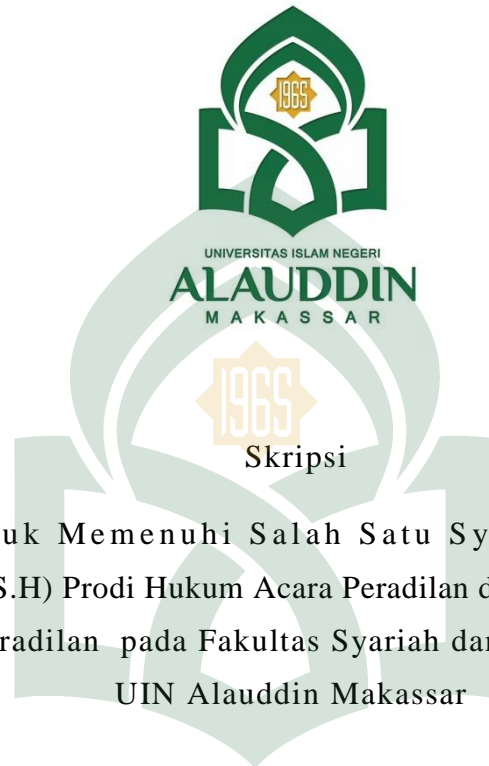 1965
UNIVERSITAS ISLAM NEGERI
ALAUDDIN
MAKASSAR
1965
Skripsi
uk Memenuhi Salah Satu Sy
S.H) Prodi Hukum Acara Peradilan d
radilan pada Fakultas Syariah dar
UIN Alauddin Makassar